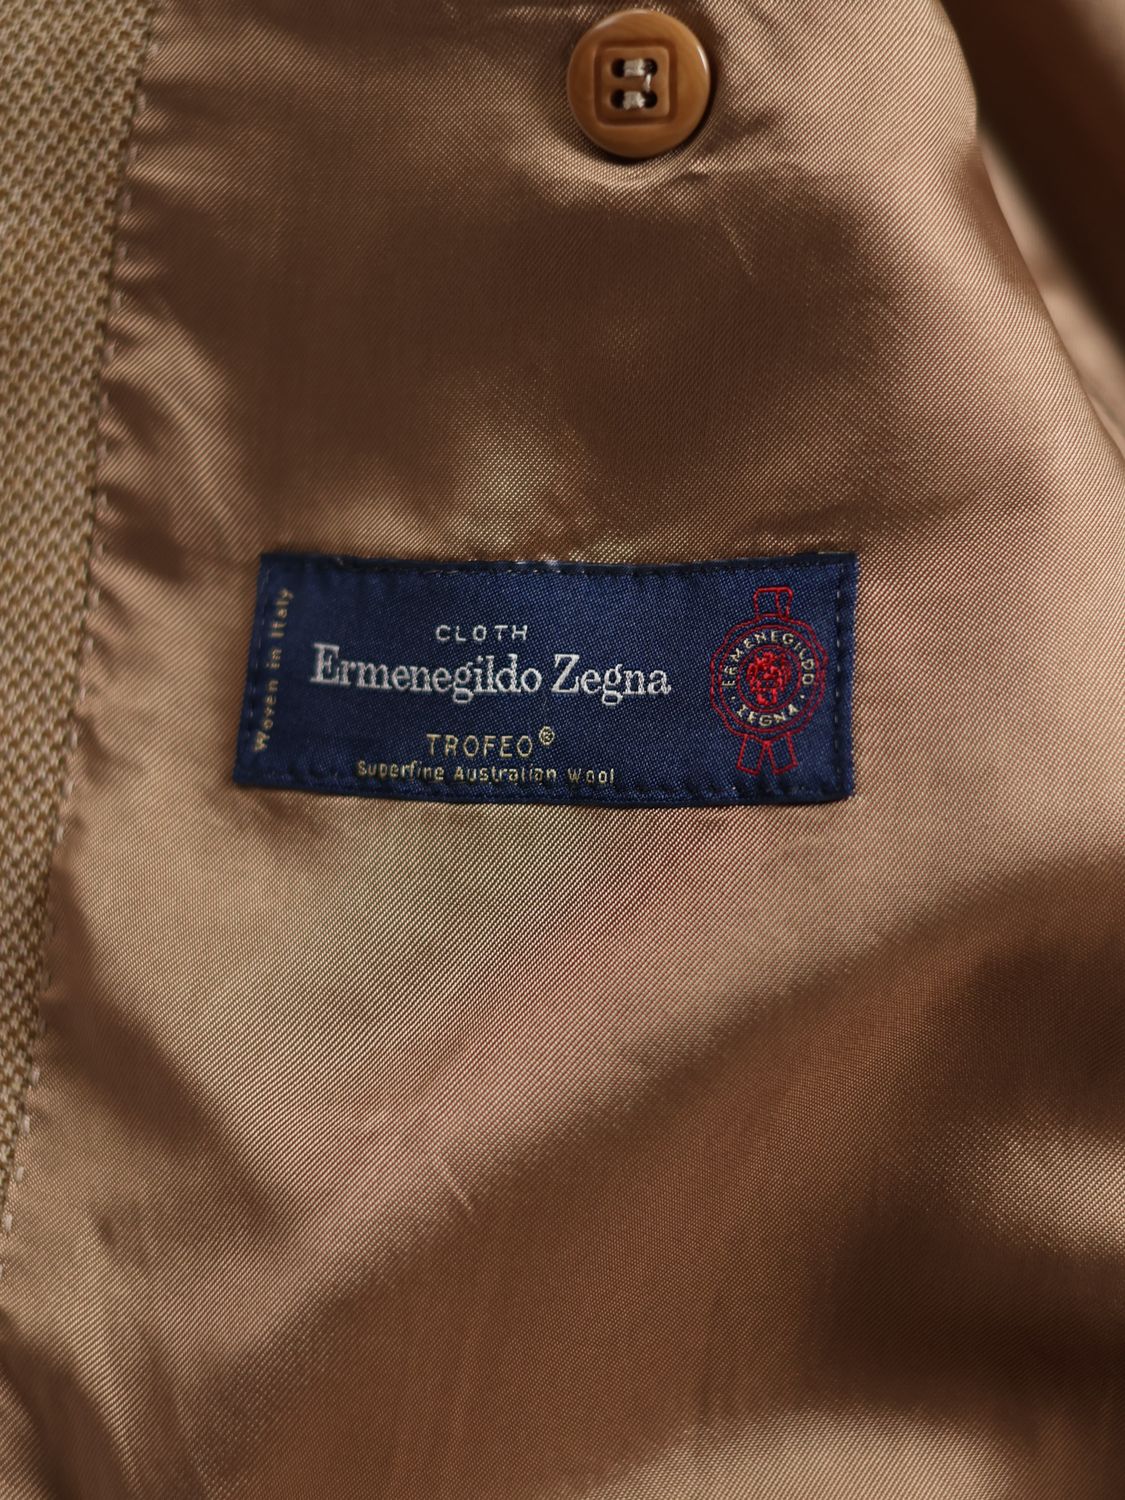 Woven in Italy
CLOTH
Ermenegildo Zegna
TROFEO®
Superfine Australian Wool
ERMENEGILDO
ZEGNA